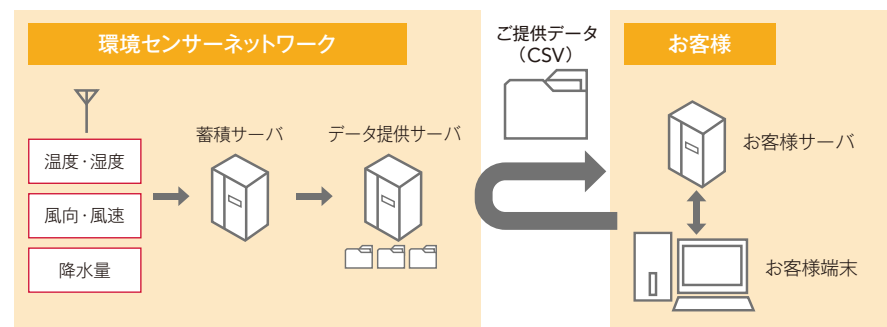 環境センサーネットワーク
ご提供データ
（CSV）
お客様
蓄積サーバ
データ提供サーバ
温度・湿度
風向・風速
降水量
お客様サーバ
お客様端末